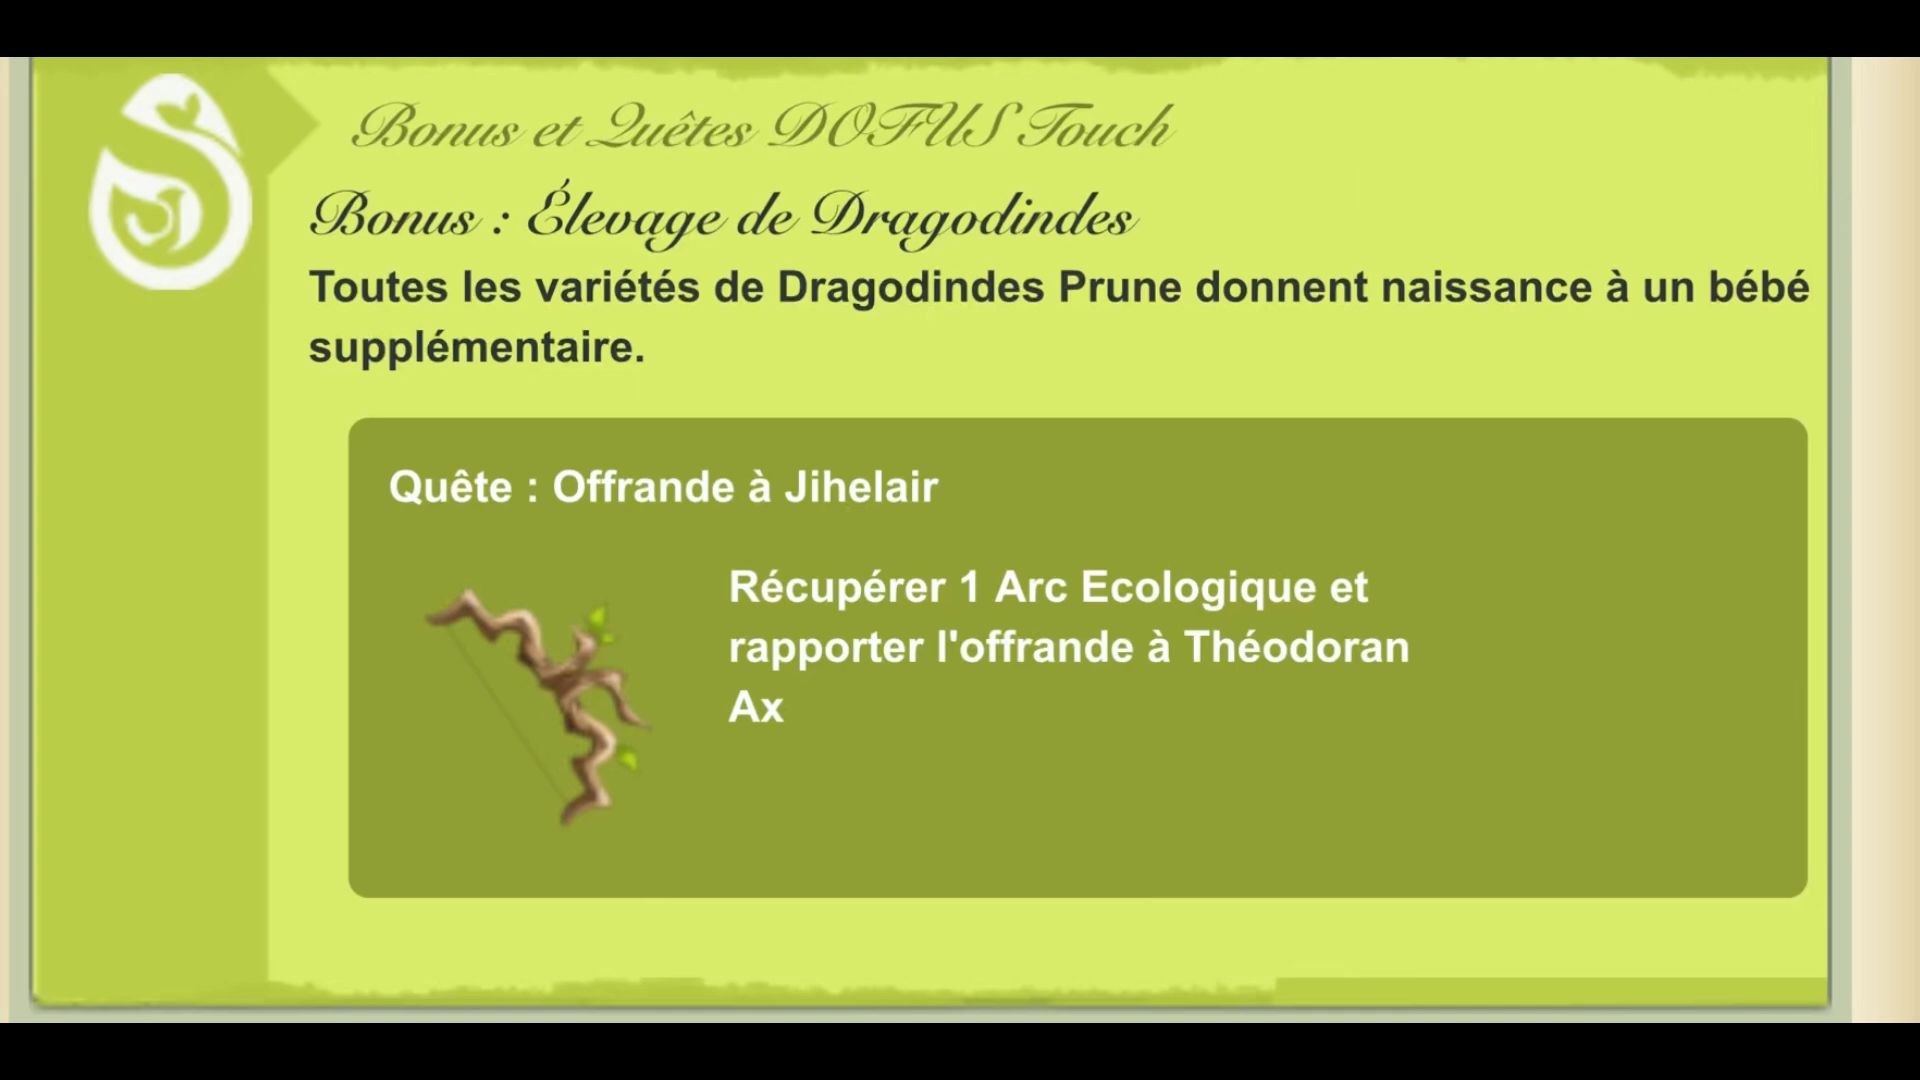 Bonus et Quêtes DOFUS Touch
Bonus : Élevage de Dragodindes
Toutes les variétés de Dragodindes Prune donnent naissance à un bébé
supplémentaire.
Quête : Offrande à Jihelair
Récupérer 1 Arc Ecologique et
rapporter l'offrande à Théodoran
Ax